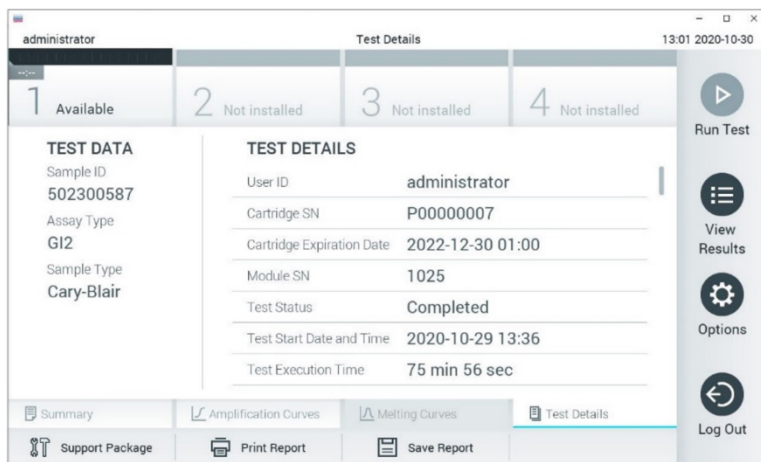 administrator Test Details 13:01 2020-10-30
--:--
1 Available 2 Not installed 3 Not installed 4 Not installed
Run Test
TEST DATA
Sample ID
502300587
Assay Type
GI2
Sample Type
Cary-Blair
TEST DETAILS
User ID administrator
Cartridge SN P00000007
Cartridge Expiration Date 2022-12-30 01:00
Module SN 1025
Test Status Completed
Test Start Date and Time 2020-10-29 13:36
Test Execution Time 75 min 56 sec
View
Results
Options
Log Out
Summary Amplification Curves Melting Curves Test Details
Support Package Print Report Save Report